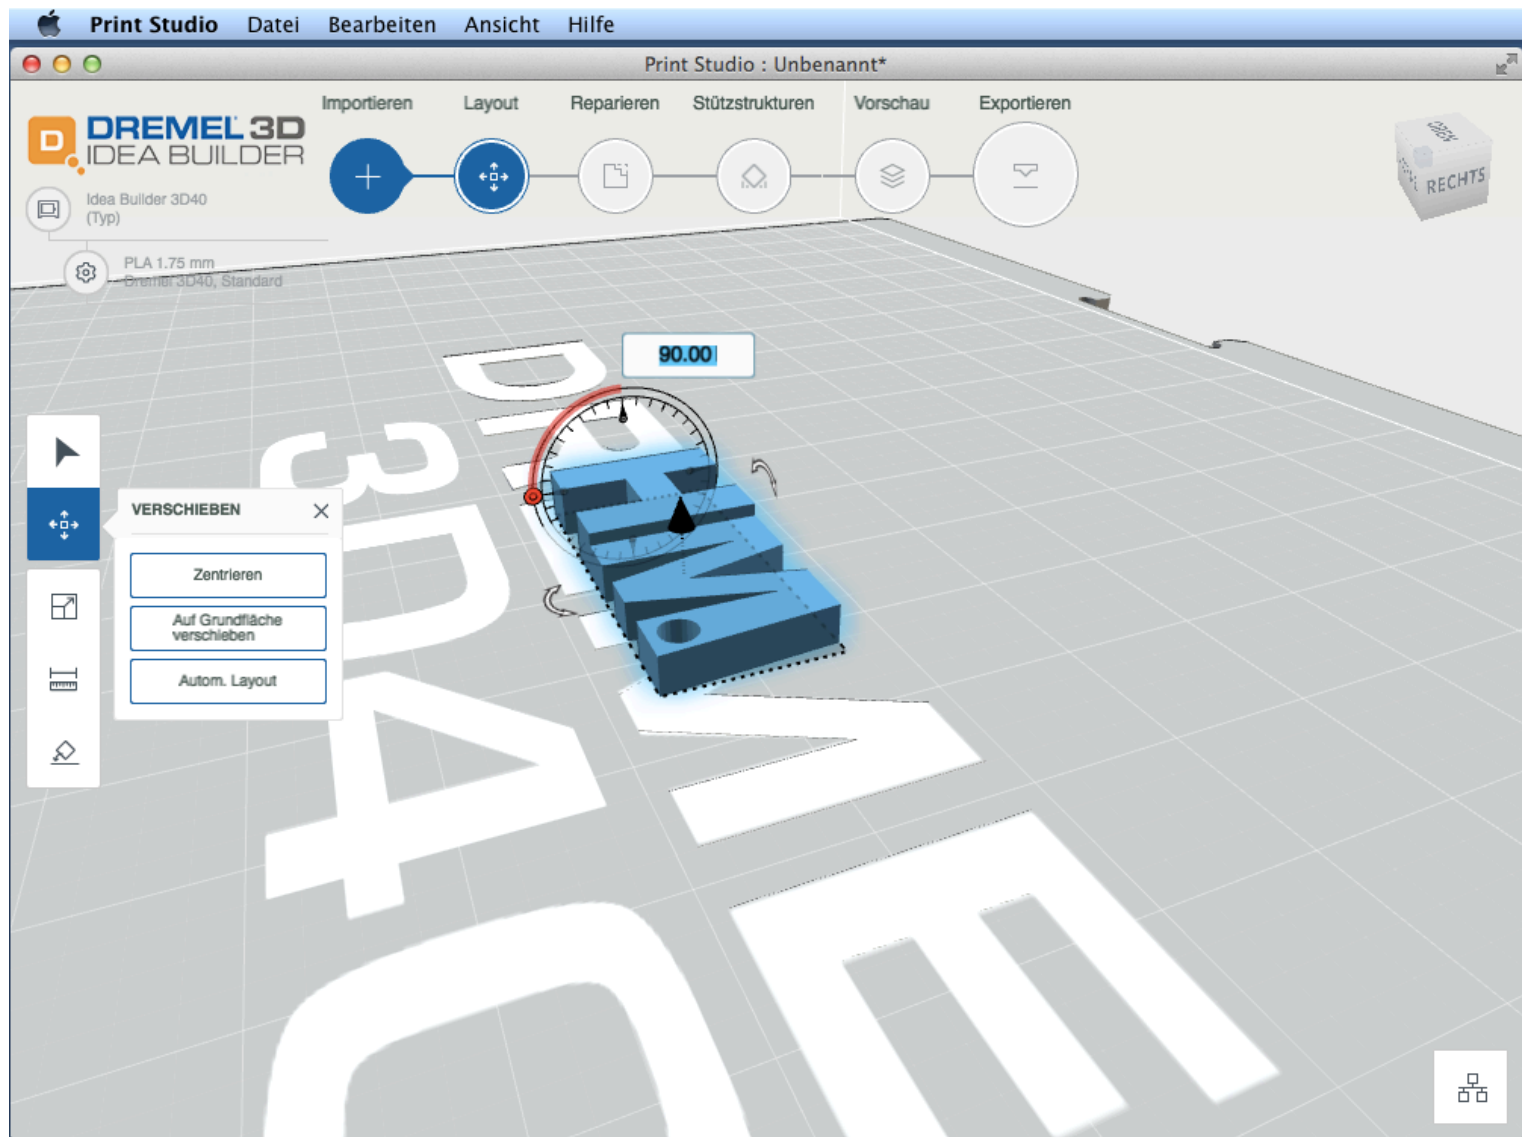 Print Studio Datei Bearbeiten Ansicht Hilfe
Print Studio : Unbenannt*
Importieren Layout Reparieren Stützstrukturen Vorschau Exportieren
D. DREMEL 3D
IDEA BUILDER
Idea Builder 3D40
(Typ)
PLA 1.75 mm
Dremel 3D40, Standard
OBEN
RECHTS
90.00
VERSCHIEBEN
Zentrieren
Auf Grundfläche
verschieben
Autom. Layout
3D40